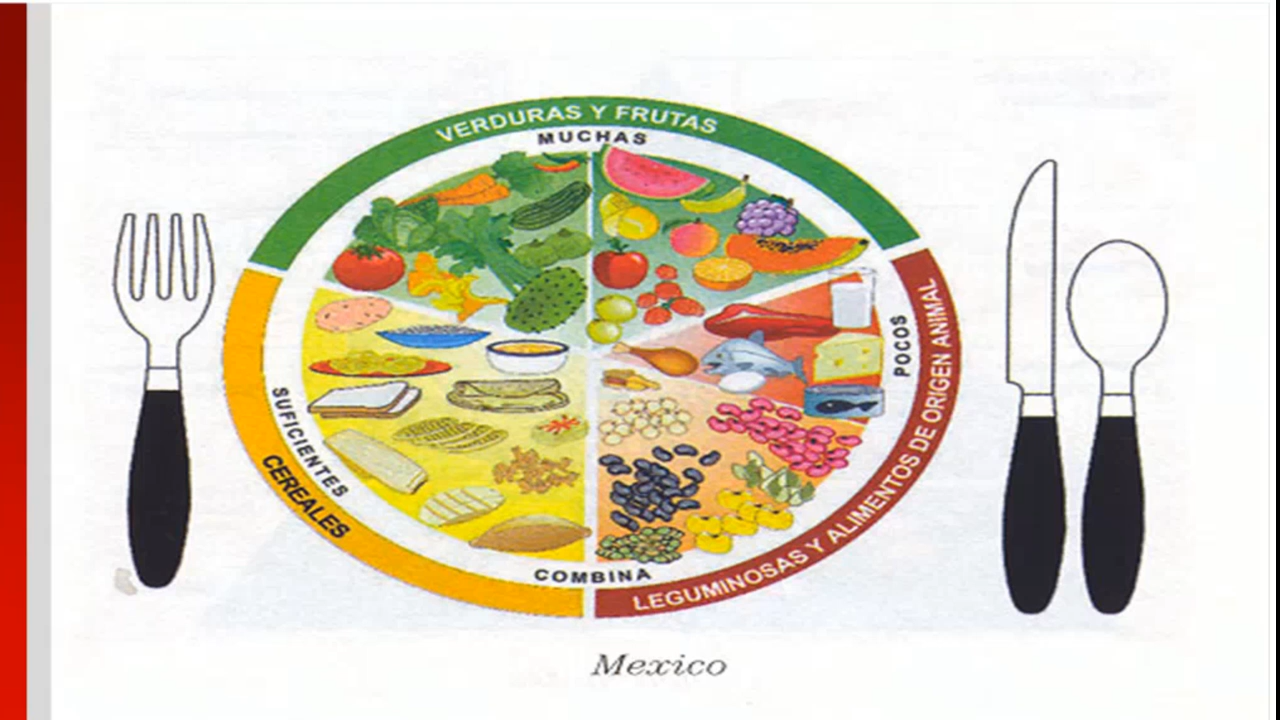 VERDURAS Y FRUTAS
MUCHAS
POCOS
LEGUMINOSAS Y ALIMENTOS DE ORIGEN ANIMAL
SUFICIENTES
CEREALES
COMBINA
Mexico